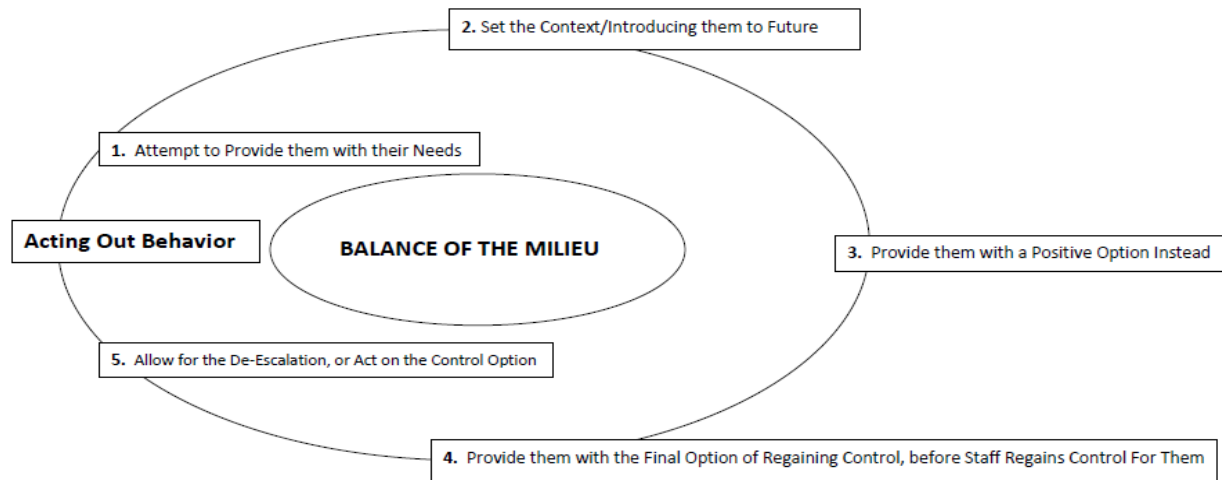 2. Set the Context/Introducing them to Future
1. Attempt to Provide them with their Needs
Acting Out Behavior
BALANCE OF THE MILIEU
3. Provide them with a Positive Option Instead
5. Allow for the De-Escalation, or Act on the Control Option
4. Provide them with the Final Option of Regaining Control, before Staff Regains Control For Them